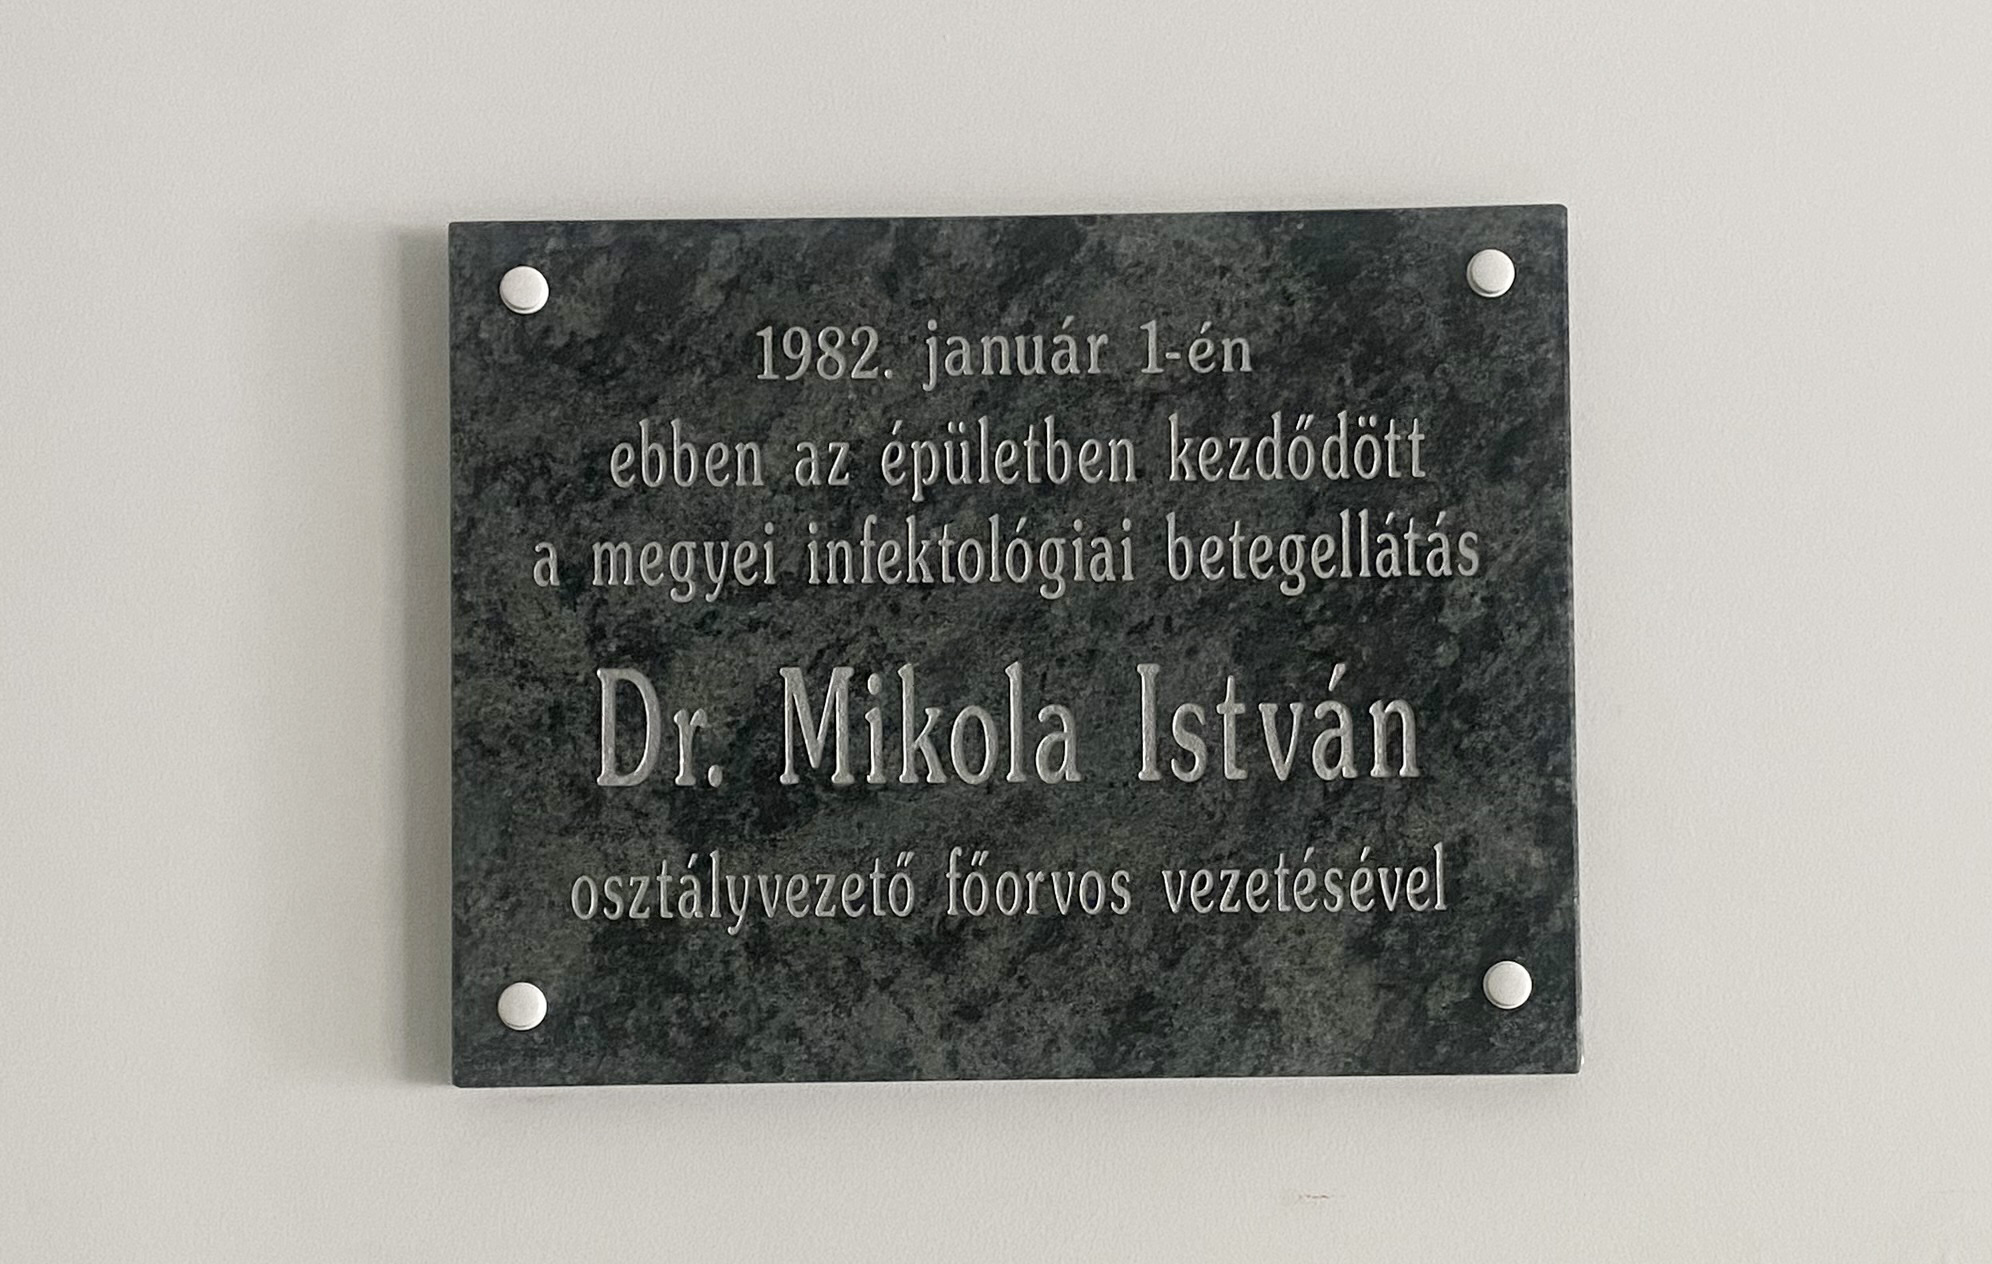 1982. január 1-én
ebben az épületben kezdődött
a megyei infektológiai betegellátás
Dr. Mikola István
osztályvezető főorvos vezetésével